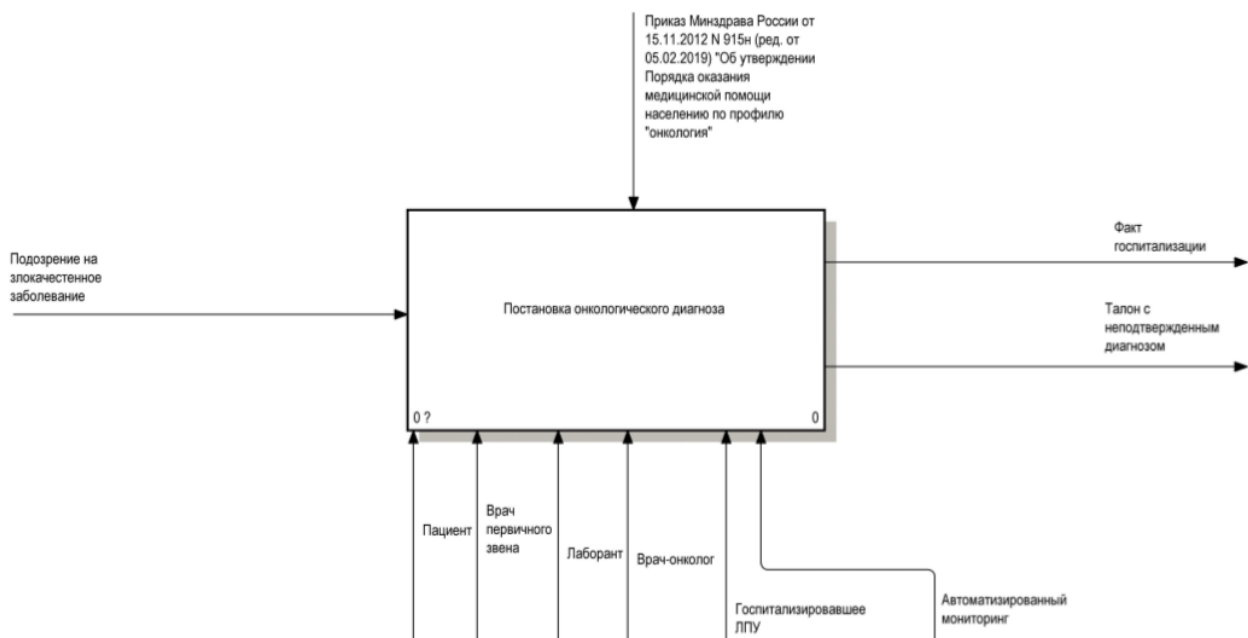 Приказ Минздрава России от
15.11.2012 N 915н (ред. от
05.02.2019) "Об утверждении
Порядка оказания
медицинской помощи
населению по профилю
"онкология"
Подозрение на
злокачественное
заболевание
Постановка онкологического диагноза
0 ?
0
Факт
госпитализации
Талон с
неподтвержденным
диагнозом
Пациент
Врач
первичного
звена
Лаборант
Врач-онколог
Госпитализировавшее
ЛПУ
Автоматизированный
мониторинг